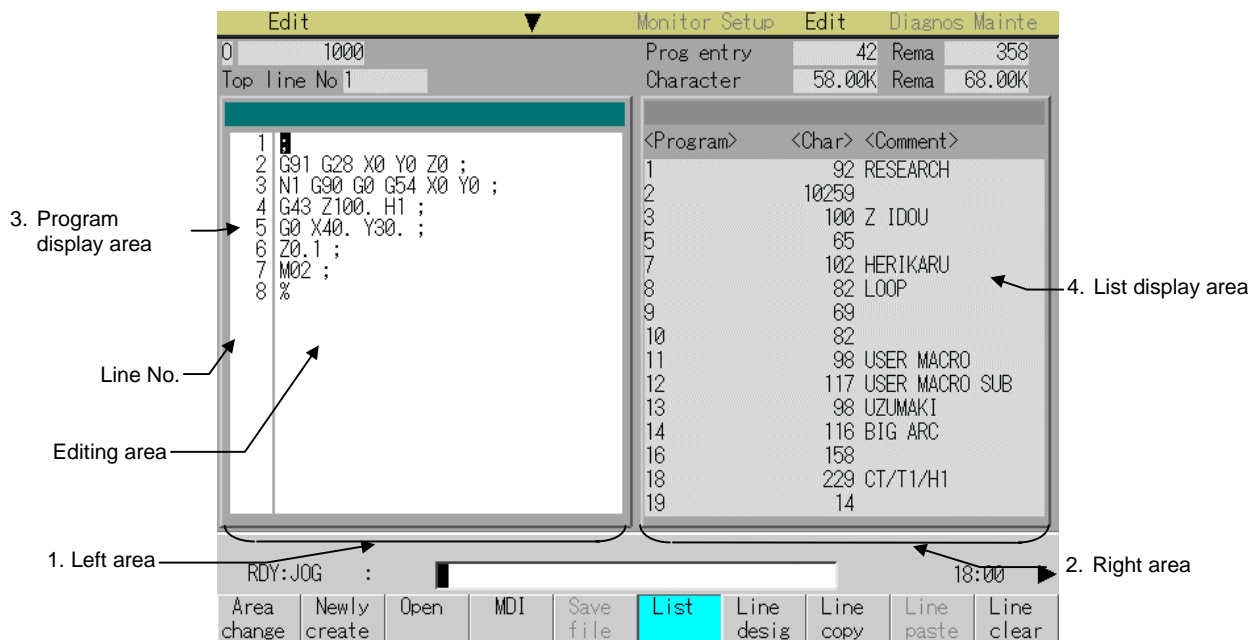 Edit ▼ Monitor Setup Edit Diagnos Mainte
O 1000 Prog entry 42 Rema 358
Top line No 1 Character 58.00K Rema 68.00K
1 ;
2 G91 G28 X0 Y0 Z0 ;
3 N1 G90 G0 G54 X0 Y0 ;
4 G43 Z100. H1 ;
5 G0 X40. Y30. ;
6 Z0.1 ;
7 M02 ;
8 %
<Program> <Char> <Comment>
1 92 RESEARCH
2 10259
3 100 Z IDOU
5 65
7 102 HERIKARU
8 82 LOOP
9 69
10 82
11 98 USER MACRO
12 117 USER MACRO SUB
13 98 UZUMAKI
14 116 BIG ARC
16 158
18 229 CT/T1/H1
19 14
3. Program
display area
Line No.
Editing area
1. Left area
4. List display area
2. Right area
RDY:JOG : 18:00
Area change
Newly create
Open
MDI
Save file
List
Line desig
Line copy
Line paste
Line clear